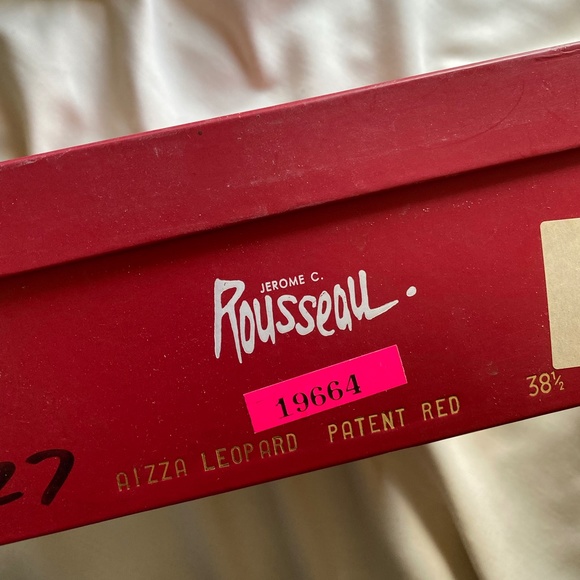 JEROME C.
Rousseau.
19664
38½
AIZZA LEOPARD PATENT RED
27